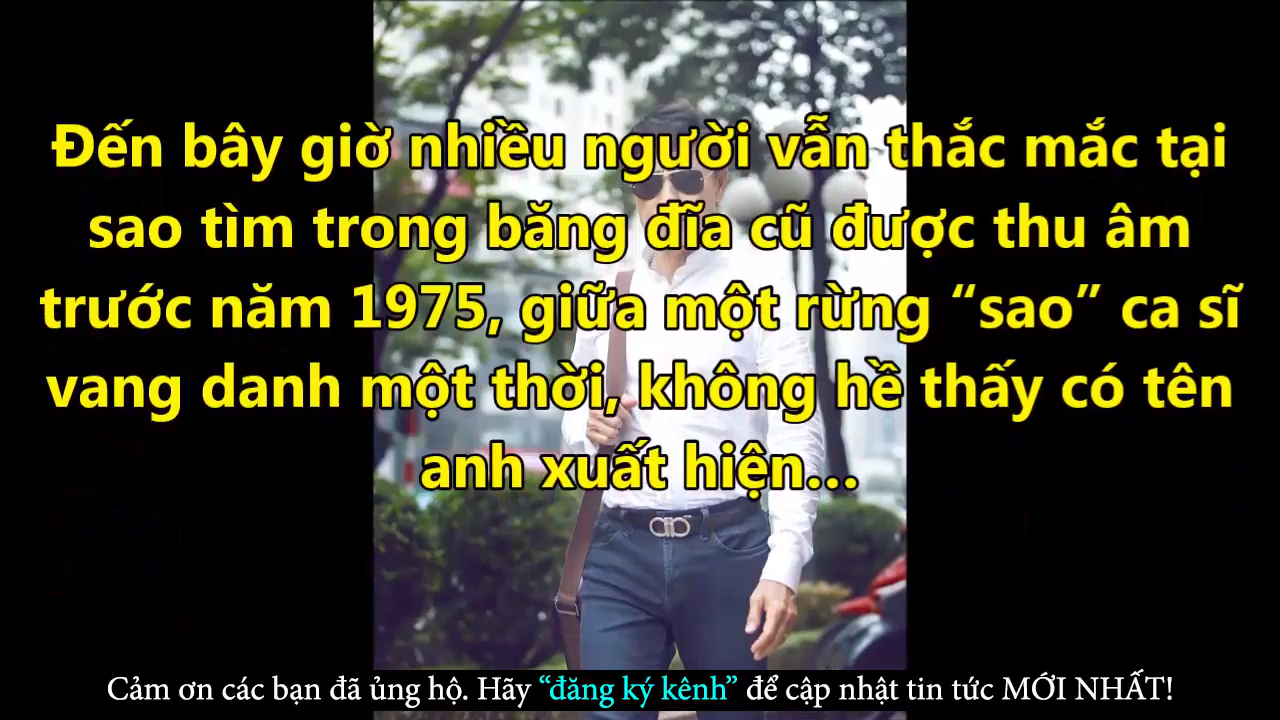 Đến bây giờ nhiều người vẫn thắc mắc tại
sao tìm trong băng đĩa cũ được thu âm
trước năm 1975, giữa một rừng “sao” ca sĩ
vang danh một thời, không hề thấy có tên
anh xuất hiện...
Cảm ơn các bạn đã ủng hộ. Hãy “đăng ký kênh” để cập nhật tin tức MỚI NHẤT!